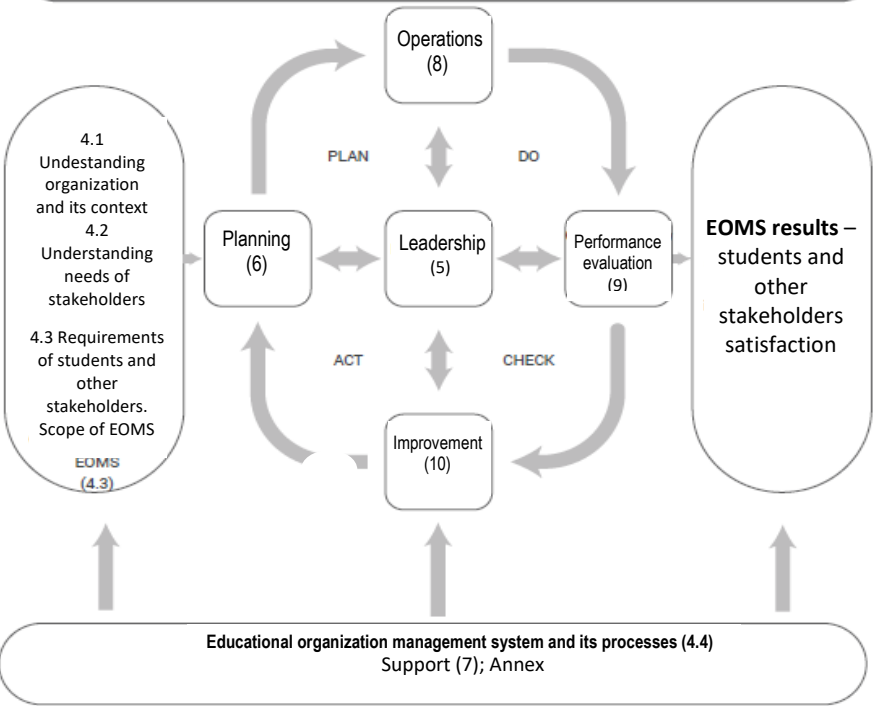 Operations
(8)
PLAN
DO
4.1
Undestanding
organization
and its context
4.2
Understanding
needs of
stakeholders
4.3 Requirements
of students and
other
stakeholders.
Scope of EOMS
EOMS
(4.3)
Planning
(6)
Leadership
(5)
Performance
evaluation
(9)
EOMS results –
students and
other
stakeholders
satisfaction
ACT
CHECK
Improvement
(10)
Educational organization management system and its processes (4.4)
Support (7); Annex